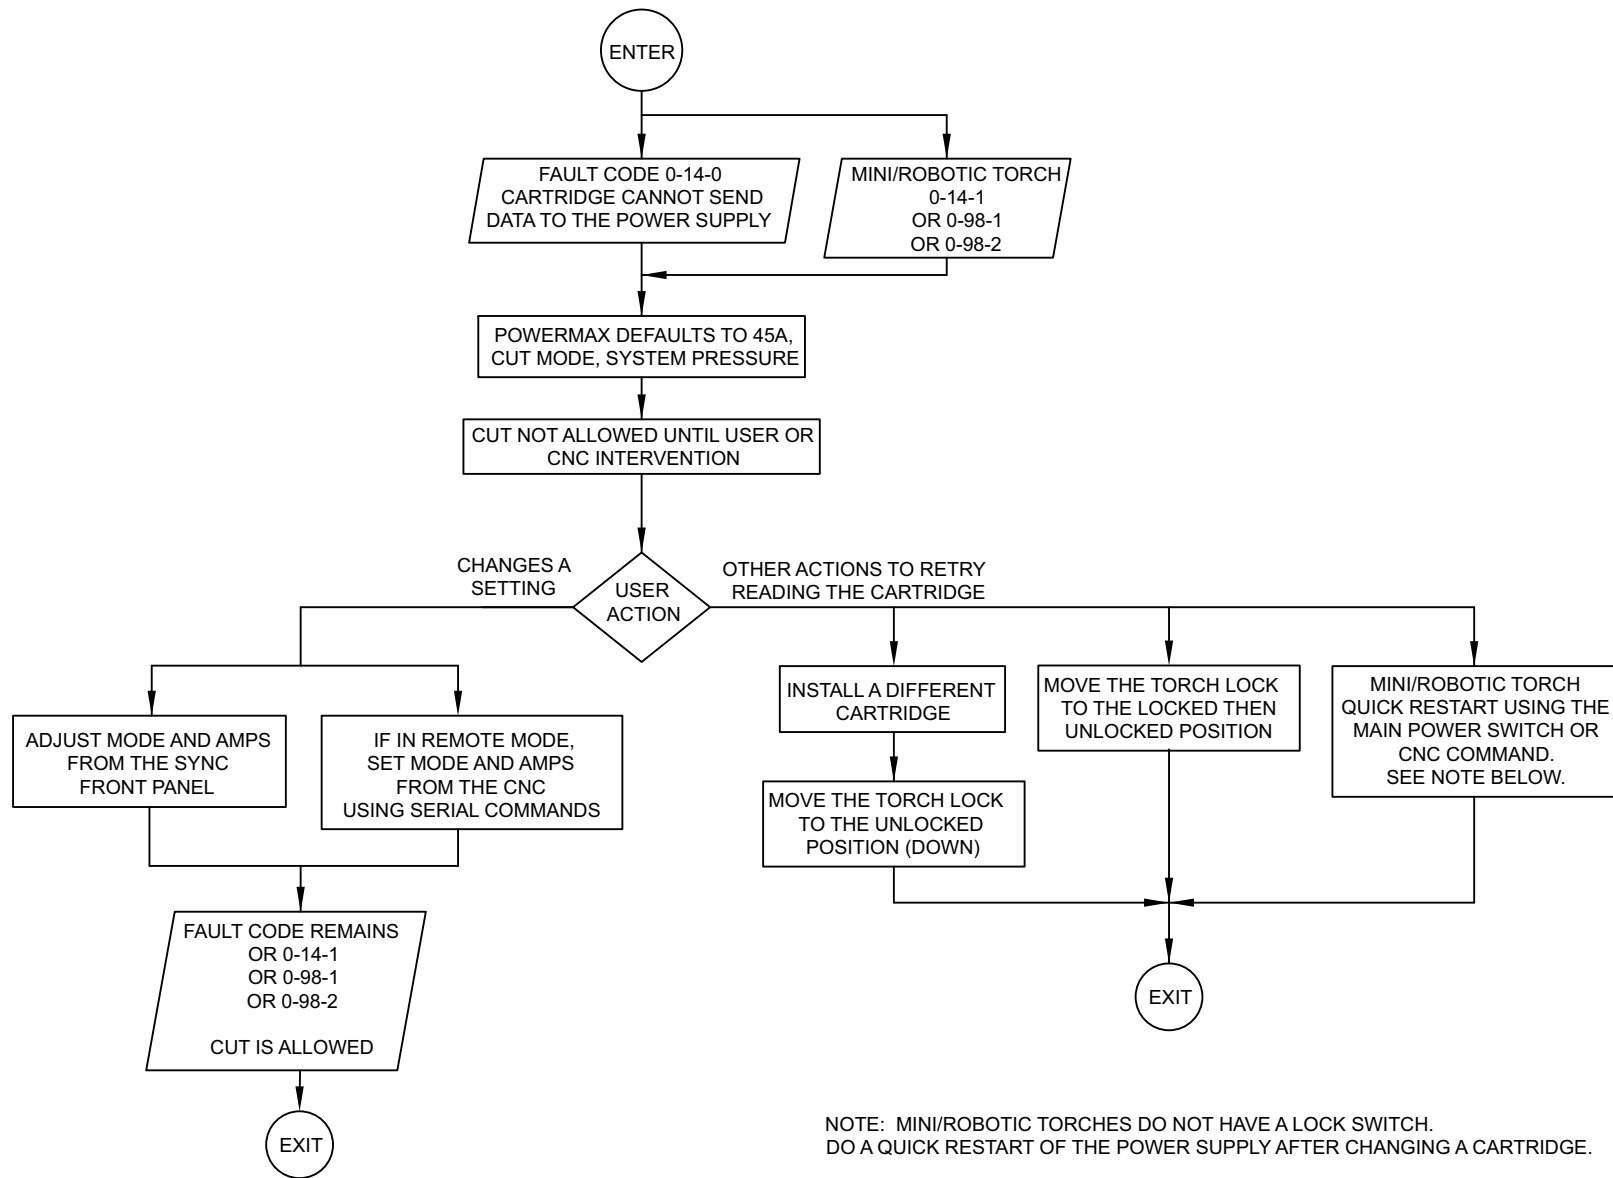 ENTER
FAULT CODE 0-14-0
CARTRIDGE CANNOT SEND
DATA TO THE POWER SUPPLY
MINI/ROBOTIC TORCH
0-14-1
OR 0-98-1
OR 0-98-2
POWERMAX DEFAULTS TO 45A,
CUT MODE, SYSTEM PRESSURE
CUT NOT ALLOWED UNTIL USER OR
CNC INTERVENTION
CHANGES A
SETTING
USER
ACTION
OTHER ACTIONS TO RETRY
READING THE CARTRIDGE
ADJUST MODE AND AMPS
FROM THE SYNC
FRONT PANEL
IF IN REMOTE MODE,
SET MODE AND AMPS
FROM THE CNC
USING SERIAL COMMANDS
INSTALL A DIFFERENT
CARTRIDGE
MOVE THE TORCH LOCK
TO THE LOCKED THEN
UNLOCKED POSITION
MINI/ROBOTIC TORCH
QUICK RESTART USING THE
MAIN POWER SWITCH OR
CNC COMMAND.
SEE NOTE BELOW.
MOVE THE TORCH LOCK
TO THE UNLOCKED
POSITION (DOWN)
FAULT CODE REMAINS
OR 0-14-1
OR 0-98-1
OR 0-98-2
CUT IS ALLOWED
EXIT
EXIT
NOTE: MINI/ROBOTIC TORCHES DO NOT HAVE A LOCK SWITCH.
DO A QUICK RESTART OF THE POWER SUPPLY AFTER CHANGING A CARTRIDGE.